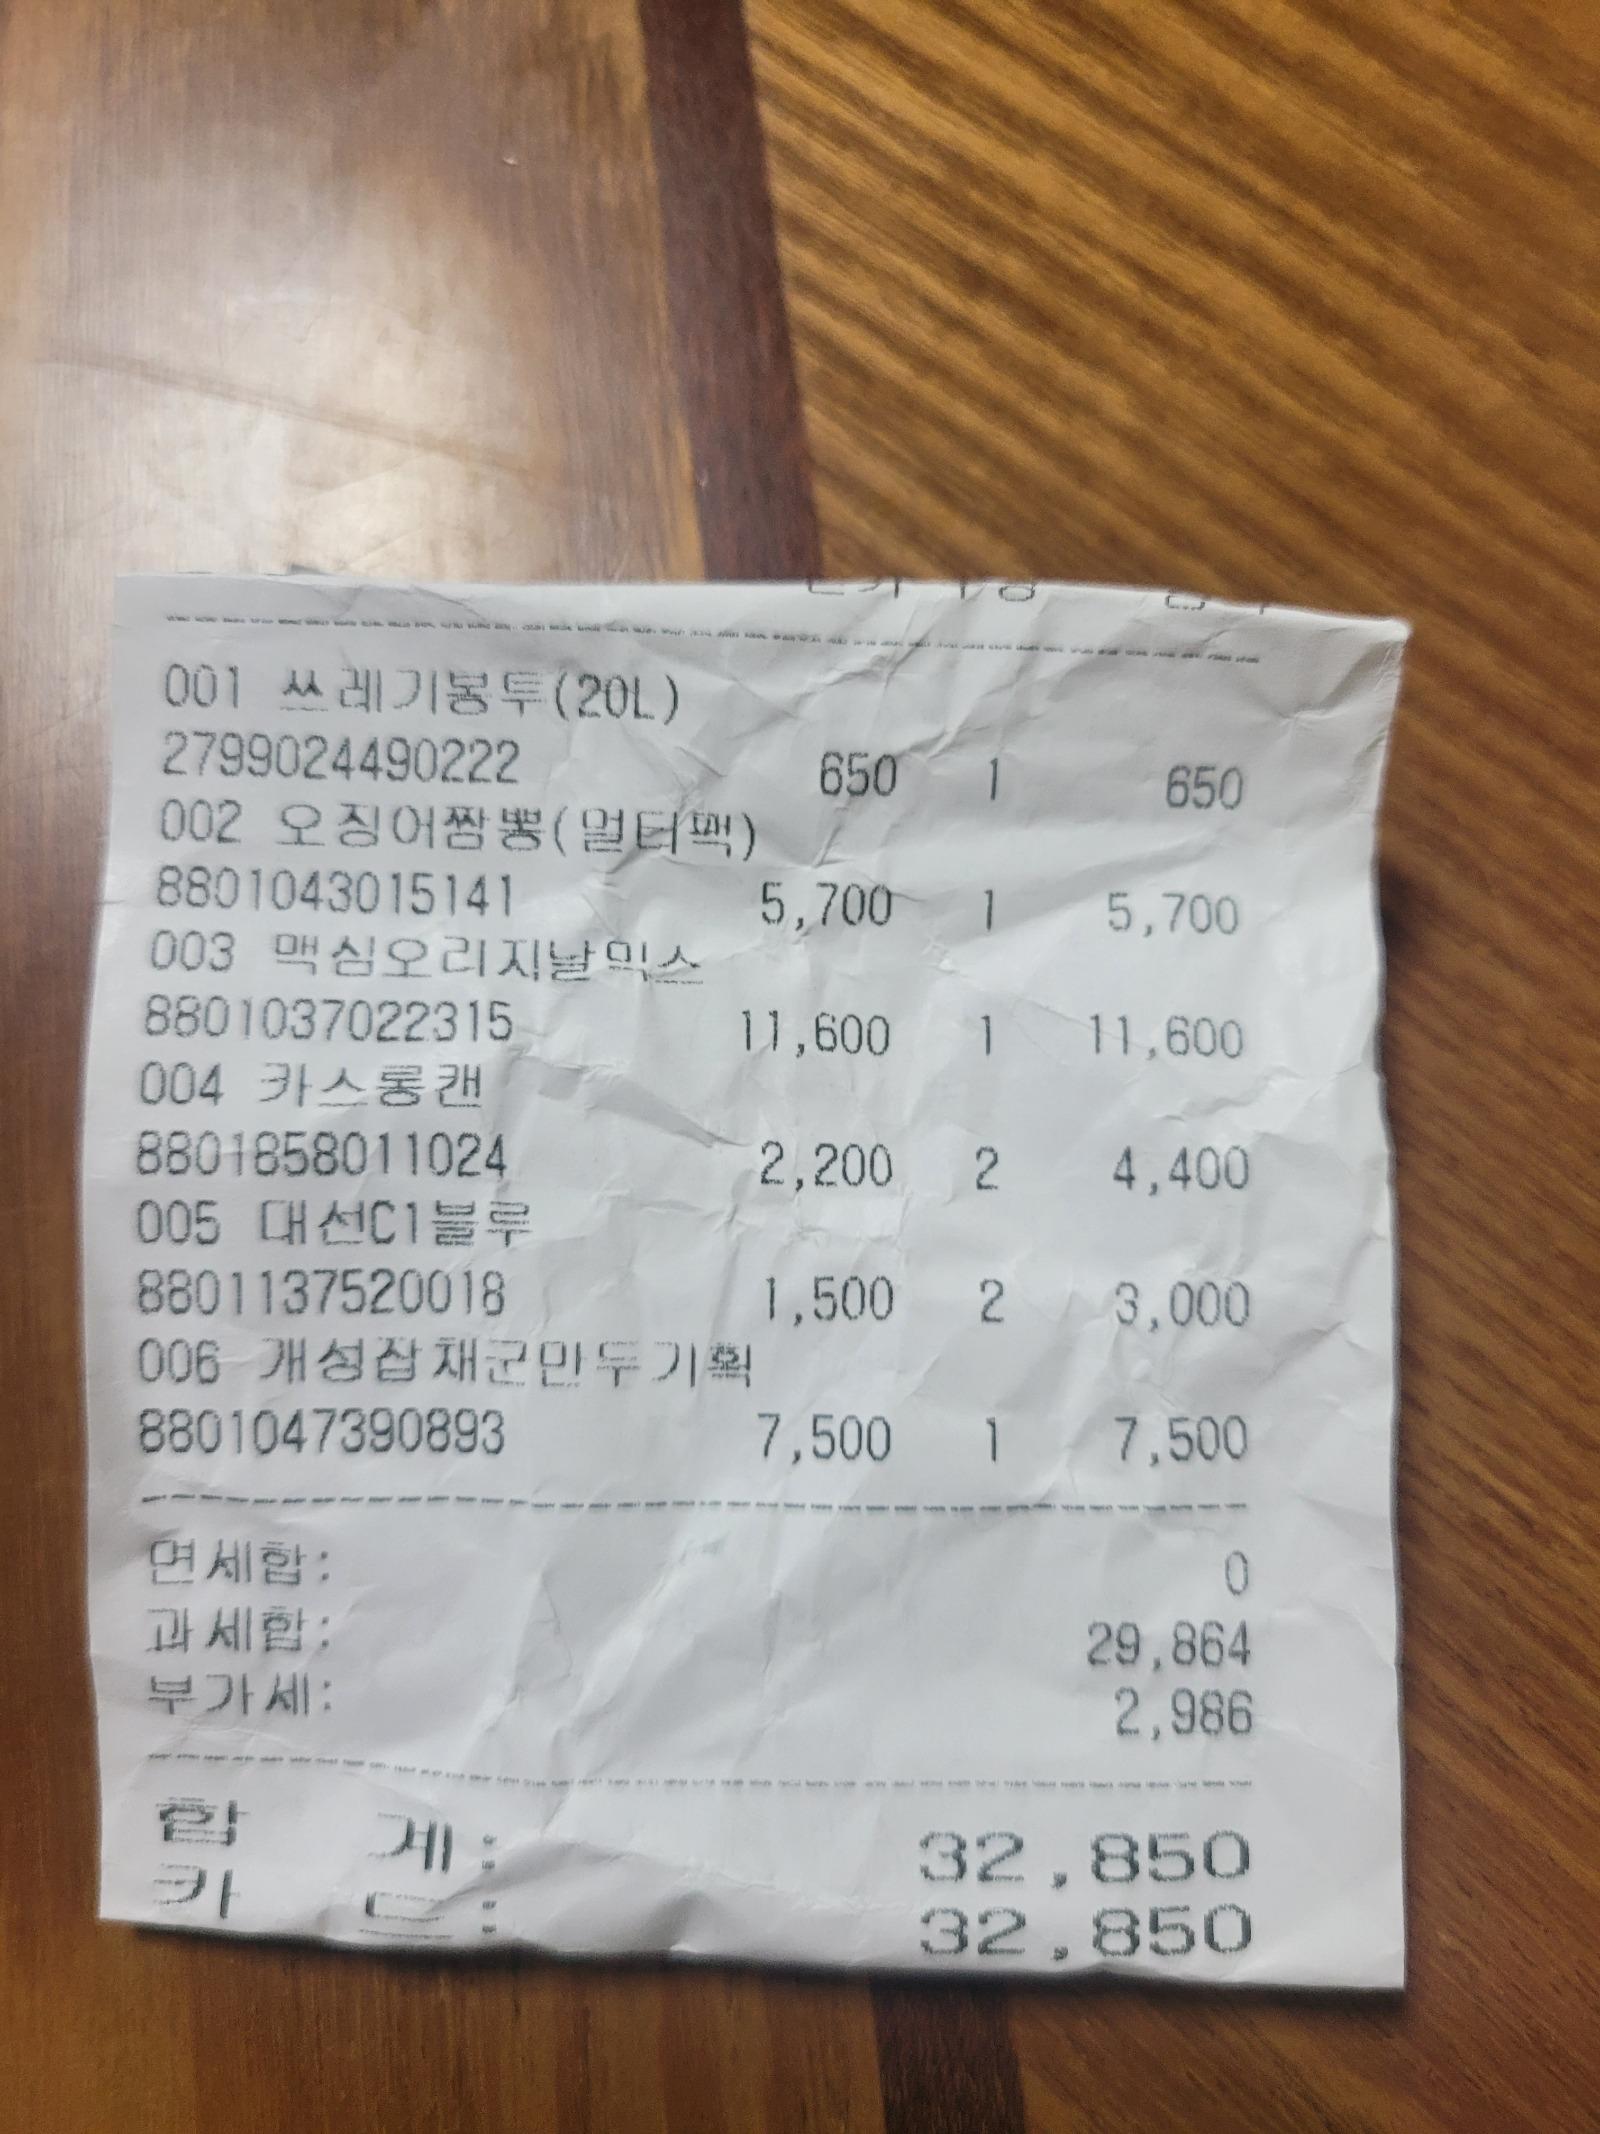 001 쓰레기봉투(20L)
2799024490222 650 1 650
002 오징어짬뽕(멀티팩)
8801043015141 5,700 1 5,700
003 맥심오리지날믹스
8801037022315 11,600 1 11,600
004 카스롱캔
8801858011024 2,200 2 4,400
005 대선C1블루
8801137520018 1,500 2 3,000
006 개성잡채군만두기획
8801047390893 7,500 1 7,500
면세합: 0
과세합: 29,864
부가세: 2,986
합 계: 32,850
카 드: 32,850